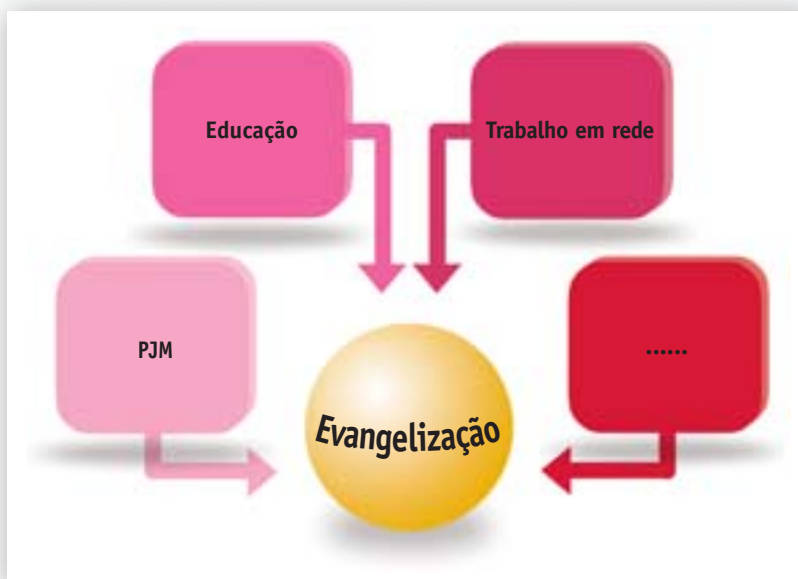 Educação
Trabalho em rede
PJM
......
Evangelização